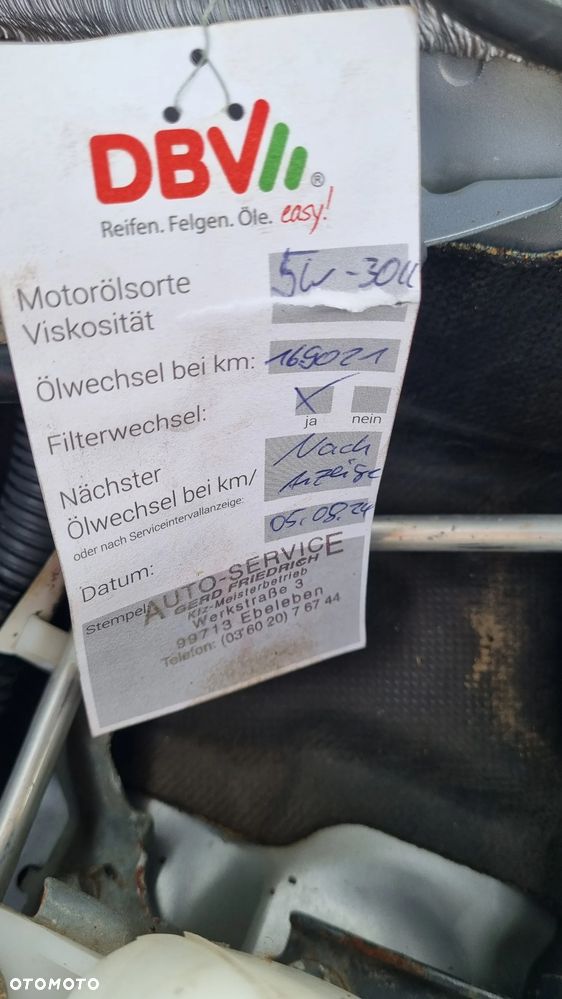 DBV®
Reifen. Felgen. Öle. easy!
Motorölsorte
Viskosität
5W-30
Ölwechsel bei km: 169021
Filterwechsel: X
ja nein
Nächster
Ölwechsel bei km/
oder nach Serviceintervallanzeige:
Nach
Anzeige
Datum: 05.08.24
Stempel:
AUTO-SERVICE
GERD FRIEDRICH
Kfz-Meisterbetrieb
Werkstraße 3
99713 Ebeleben
Telefon: (03 60 20) 7 67 44
OTOMOTO